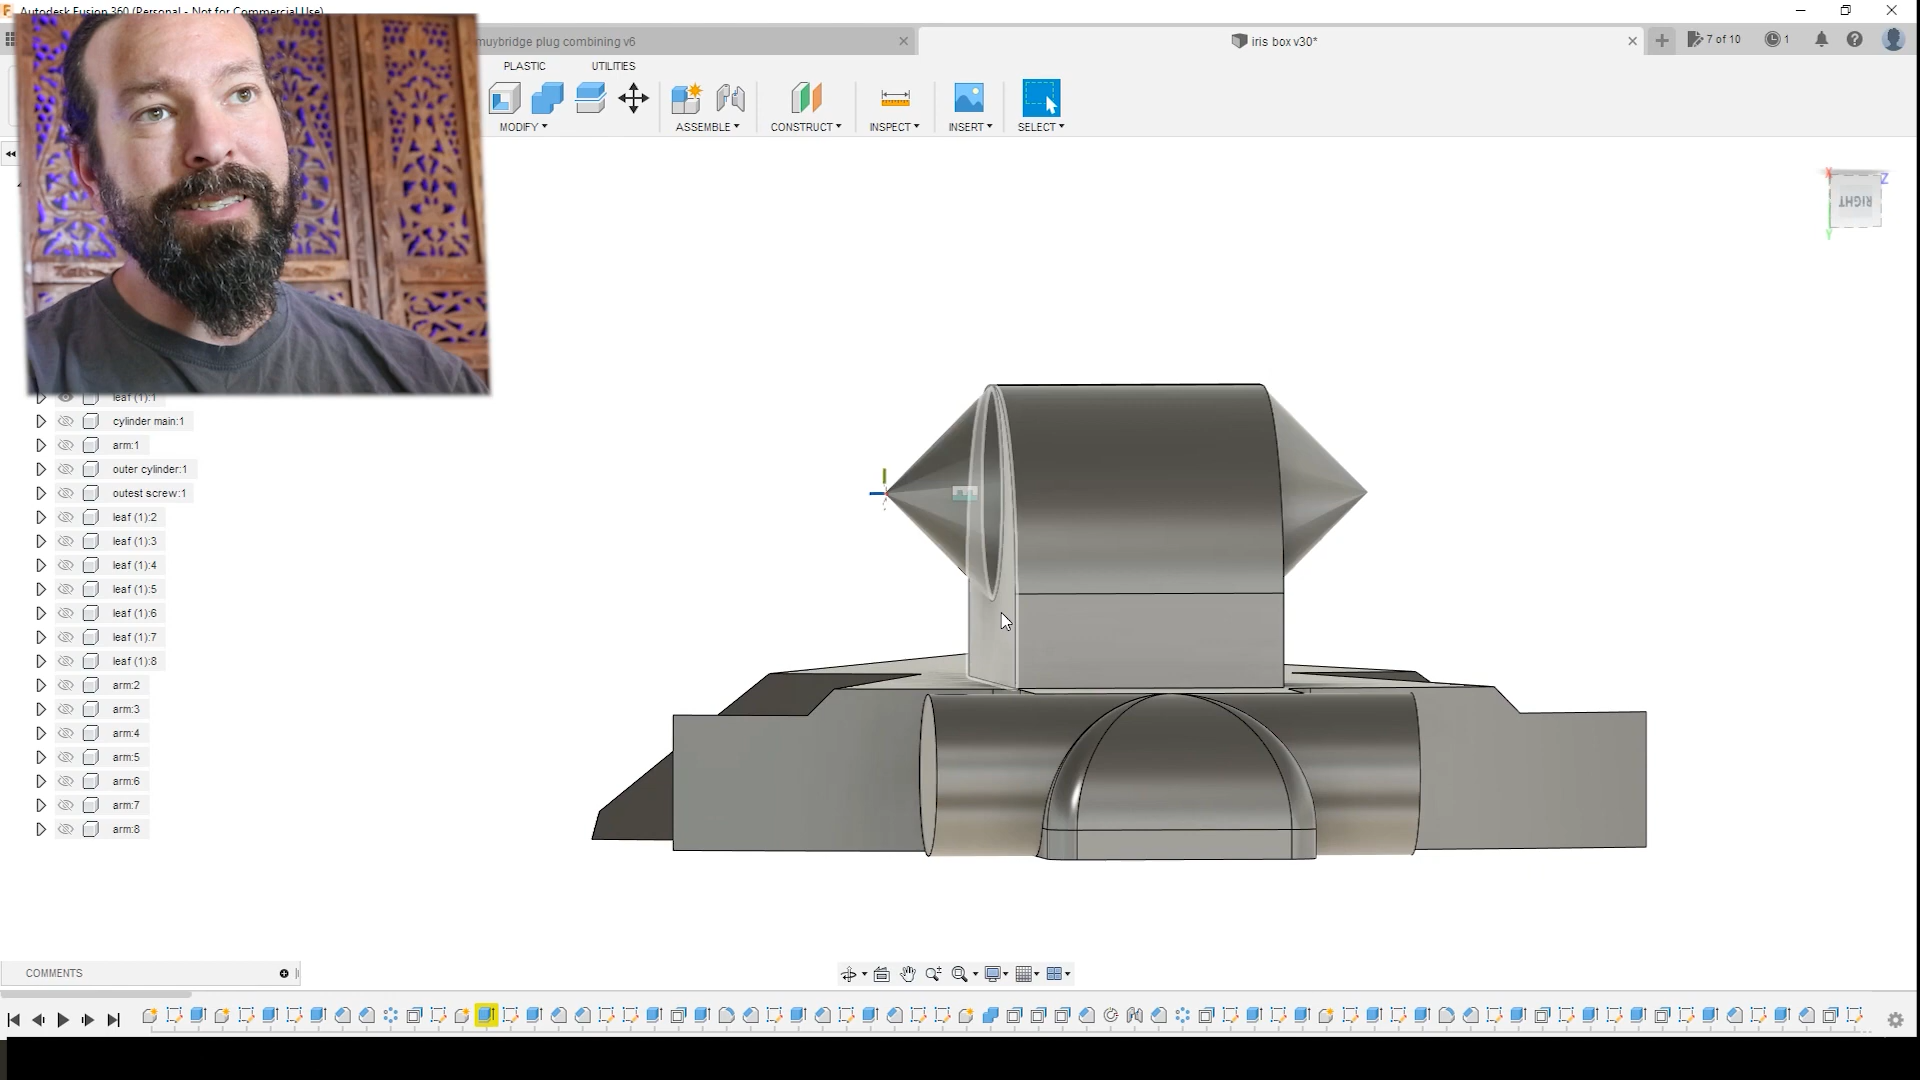 Autodesk Fusion 360 (Personal - Not for Commercial Use)
muybridge plug combining v6
iris box v30*
7 of 10
1
PLASTIC
UTILITIES
MODIFY
ASSEMBLE
CONSTRUCT
INSPECT
INSERT
SELECT
X
Z
RIGHT
Y
leaf (1):1
cylinder main:1
arm:1
outer cylinder:1
outest screw:1
leaf (1):2
leaf (1):3
leaf (1):4
leaf (1):5
leaf (1):6
leaf (1):7
leaf (1):8
arm:2
arm:3
arm:4
arm:5
arm:6
arm:7
arm:8
COMMENTS